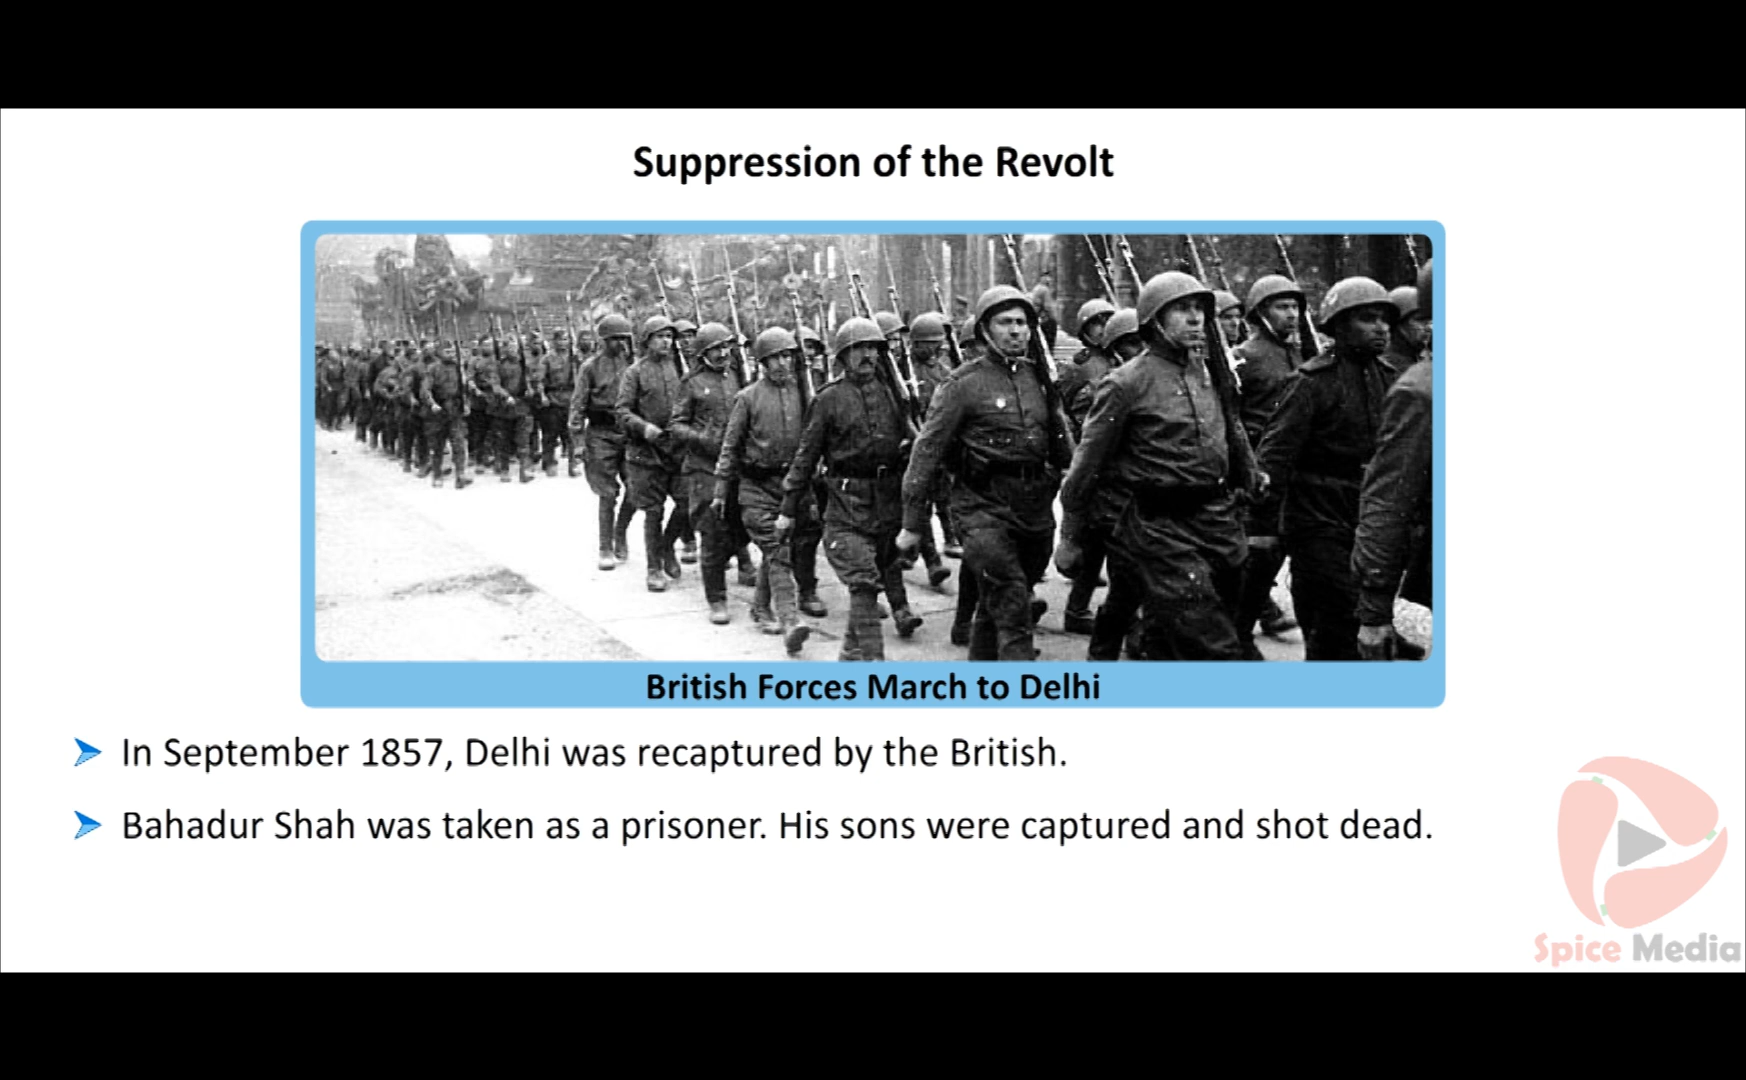 Suppression of the Revolt
British Forces March to Delhi
In September 1857, Delhi was recaptured by the British.
Bahadur Shah was taken as a prisoner. His sons were captured and shot dead.
Spice Media